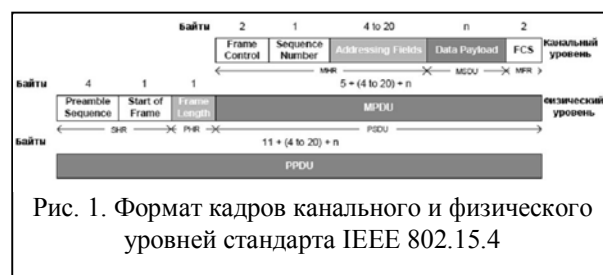 Байты 2 1 4 to 20 n 2
Frame Control Sequence Number Addressing Fields Data Payload FCS Канальный уровень
MHR MSDU MFR
Байты 4 1 1 5 + (4 to 20) + n
Preamble Sequence Start of Frame Frame Length MPDU Физический уровень
SHR PHR PSDU
Байты 11 + (4 to 20) + n
PPDU
Рис. 1. Формат кадров канального и физического
уровней стандарта IEEE 802.15.4